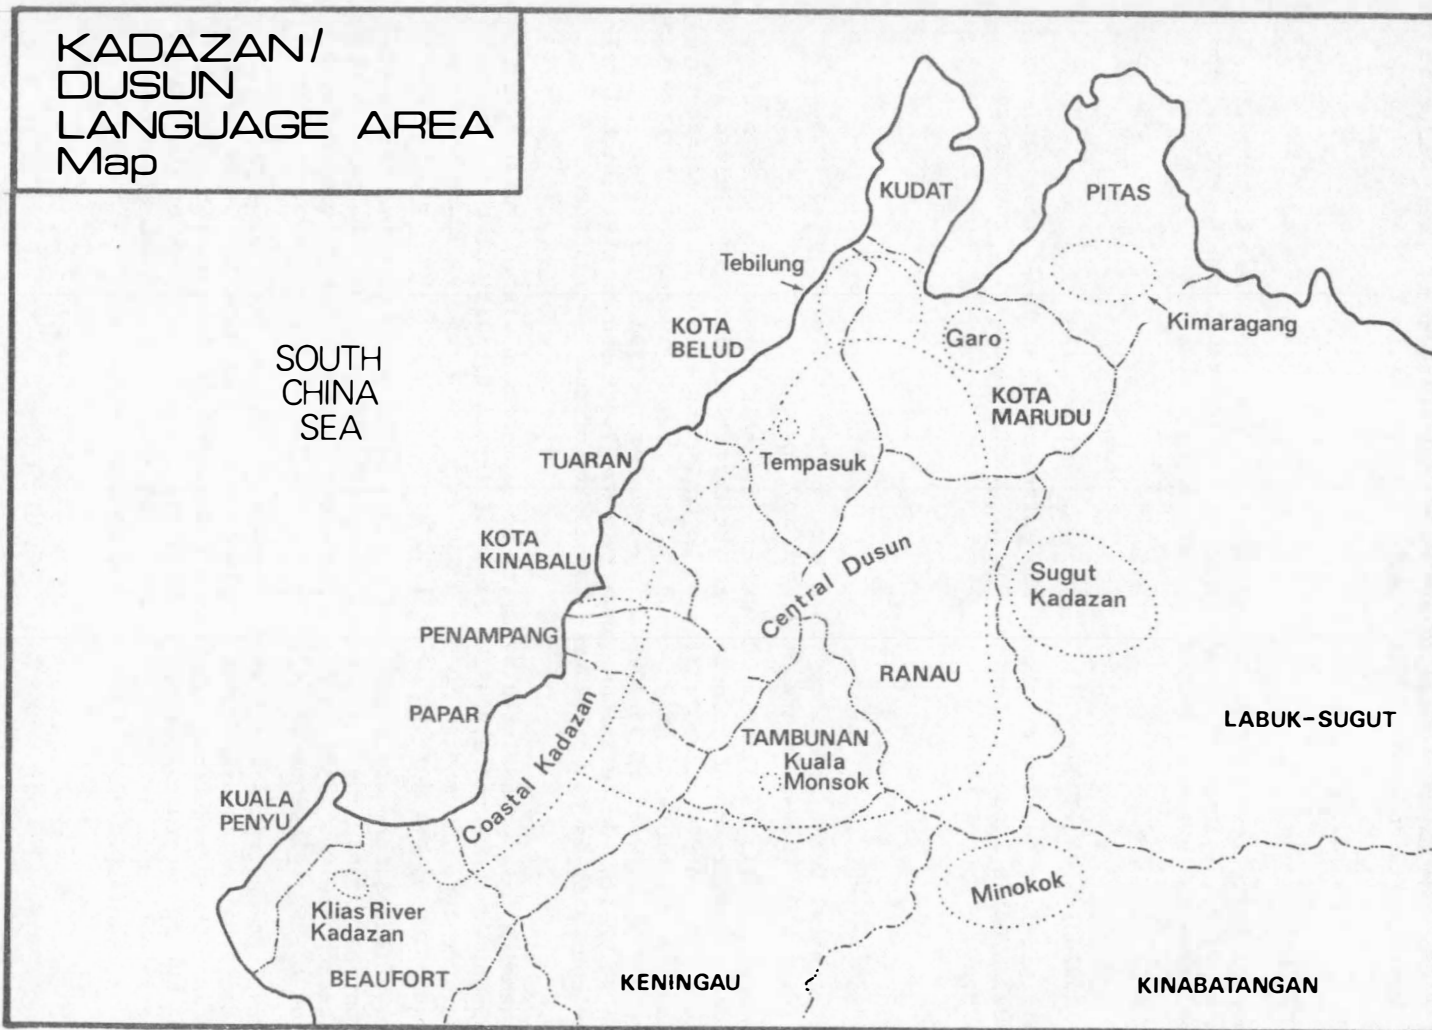 KADAZAN/
DUSUN
LANGUAGE AREA
Map
KUDAT
PITAS
Tebilung
KOTA
BELUD
Garo
Kimaragang
SOUTH
CHINA
SEA
KOTA
MARUDU
TUARAN
Tempasuk
KOTA
KINABALU
Central Dusun
Sugut
Kadazan
PENAMPANG
RANAU
PAPAR
Coastal Kadazan
LABUK-SUGUT
TAMBUNAN
Kuala
Monsok
KUALA
PENYU
Minokok
Klias River
Kadazan
BEAUFORT
KENINGAU
KINABATANGAN